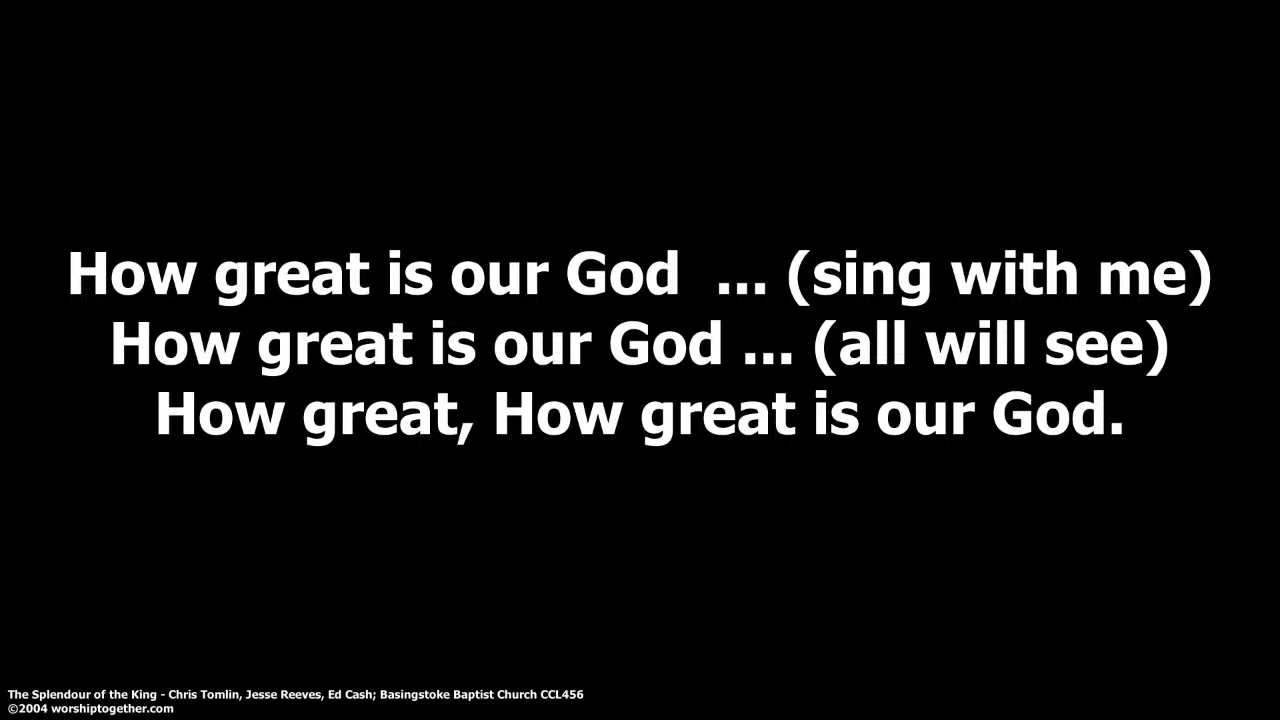 How great is our God  ... (sing with me)
How great is our God ... (all will see)
How great, How great is our God.
The Splendour of the King - Chris Tomlin, Jesse Reeves, Ed Cash; Basingstoke Baptist Church CCL456
©2004 worshiptogether.com